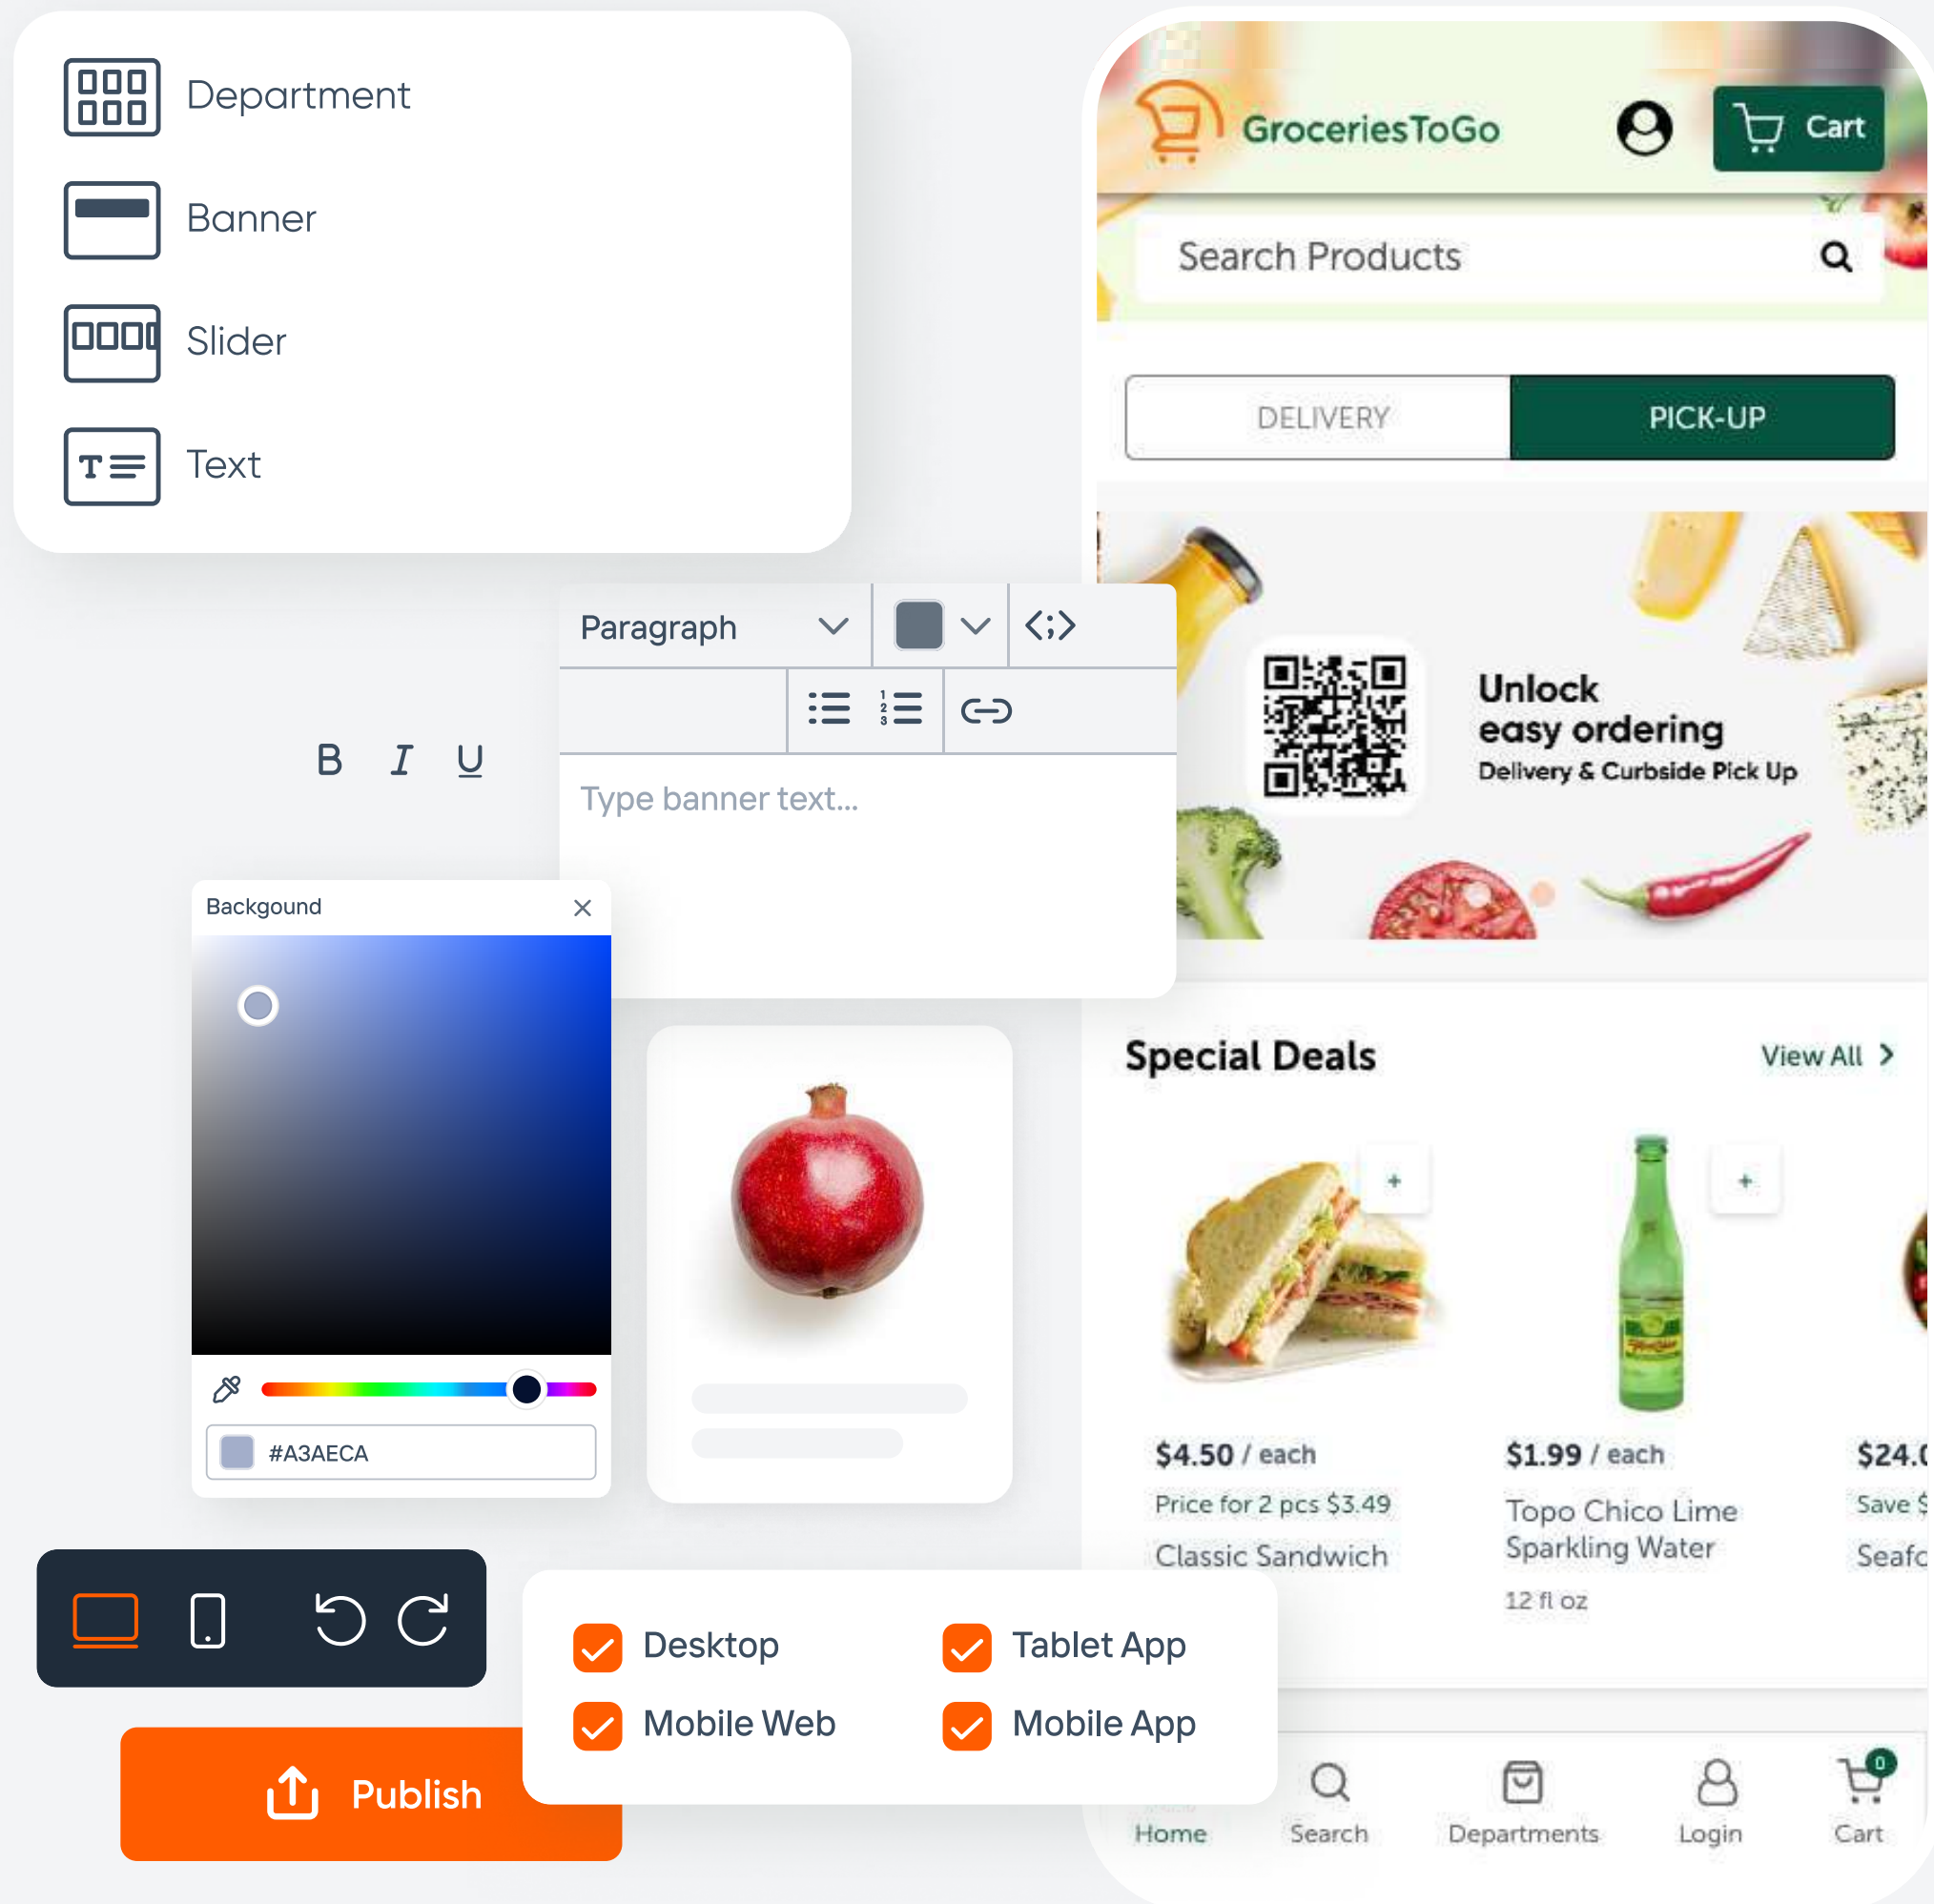 Department
Banner
Slider
Text
Paragraph
B I U
Type banner text...
Backgound
#A3AECA
Desktop
Tablet App
Mobile Web
Mobile App
Publish
GroceriesToGo
Cart
Search Products
DELIVERY
PICK-UP
Unlock
easy ordering
Delivery & Curbside Pick Up
Special Deals
View All
$4.50 / each
Price for 2 pcs $3.49
Classic Sandwich
$1.99 / each
Topo Chico Lime
Sparkling Water
12 fl oz
Save $
Home
Search
Departments
Login
0
Cart